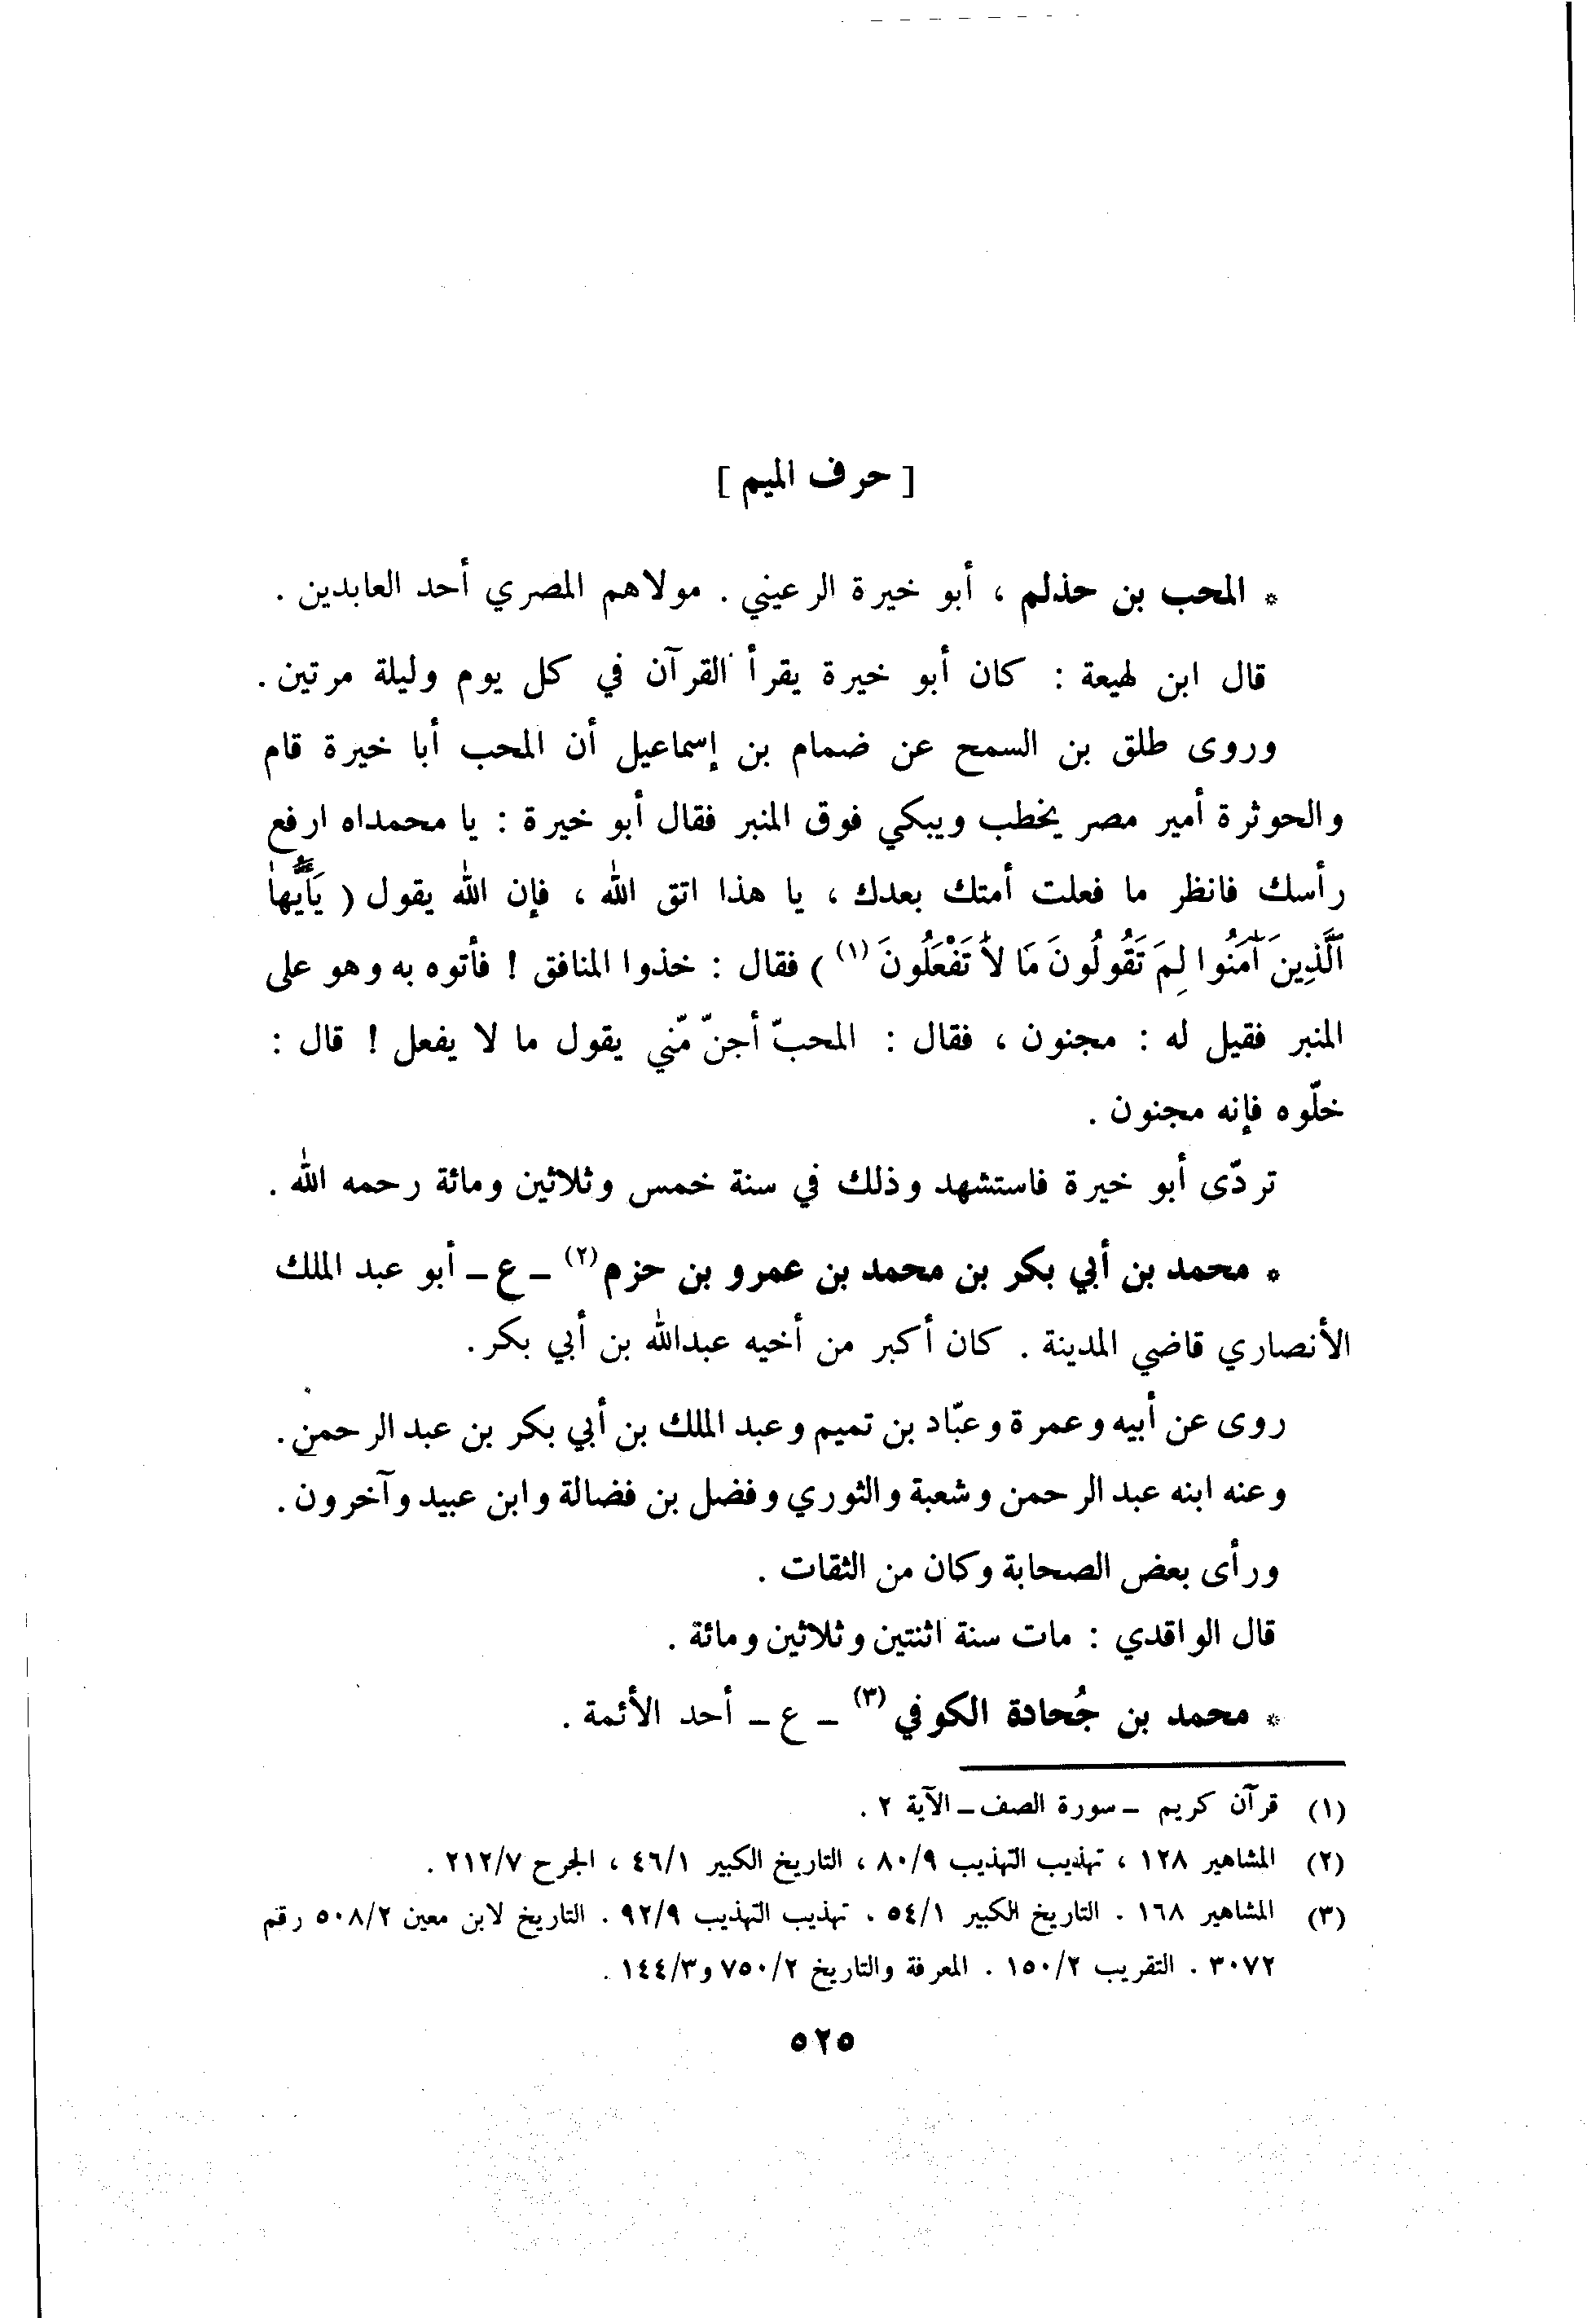 [ حرف الميم ]
* المحب بن حذلم ، أبو خيرة الرعيني . مولاهم المصري أحد العابدين .
قال ابن لهيعة : كان أبو خيرة يقرأ القرآن في كل يوم وليلة مرتين .
وروى طلق بن السمح عن ضمام بن إسماعيل أن المحب أبا خيرة قام
والحوثرة أمير مصر يخطب ويبكي فوق المنبر فقال أبو خيرة : يا محمداه ارفع
رأسك فانظر ما فعلت أمتك بعدك ، يا هذا اتق الله ، فإن الله يقول ( يَأَيُّهَا
ٱلَّذِينَ آمَنُوا لِمَ تَقُولُونَ مَا لاَ تَفْعَلُونَ (١) ) فقال : خذوا المنافق ! فأتوه به وهو على
المنبر فقيل له : مجنون ، فقال : المحبّ أجنّ مّني يقول ما لا يفعل ! قال :
خلّوه فإنه مجنون .
تردّى أبو خيرة فاستشهد وذلك في سنة خمس وثلاثين ومائة رحمه الله .
* محمد بن أبي بكر بن محمد بن عمرو بن حزم (٢) ـ ع ـ أبو عبد الملك
الأنصاري قاضي المدينة . كان أكبر من أخيه عبدالله بن أبي بكر .
روى عن أبيه وعمرة وعبّاد بن تميم وعبد الملك بن أبي بكر بن عبد الرحمن .
وعنه ابنه عبد الرحمن وشعبة والثوري وفضل بن فضالة وابن عبيد وآخرون .
ورأى بعض الصحابة وكان من الثقات .
قال الواقدي : مات سنة اثنتين وثلاثين ومائة .
* محمد بن جُحادة الكوفي (٣) ـ ع ـ أحد الأئمة .
(١) قرآن كريم ـ سورة الصف ـ الآية ٢ .
(٢) المشاهير ١٢٨ ، تهذيب التهذيب ٨٠/٩ ، التاريخ الكبير ٤٦/١ ، الجرح ٢١٢/٧ .
(٣) المشاهير ١٦٨ . التاريخ الكبير ٥٤/١ . تهذيب التهذيب ٩٢/٩ . التاريخ لابن معين ٥٠٨/٢ رقم
٣٠٧٢ . التقريب ١٥٠/٢ . المعرفة والتاريخ ٧٥٠/٢ و١٤٤/٣ .
٥٢٥